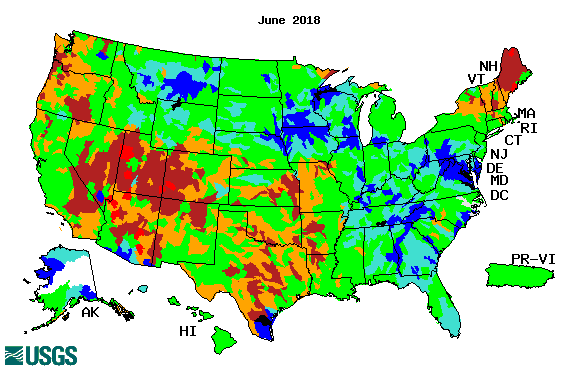 June 2018
NH
VT
MA
RI
CT
NJ
DE
MD
DC
PR-VI
AK
HI
USGS